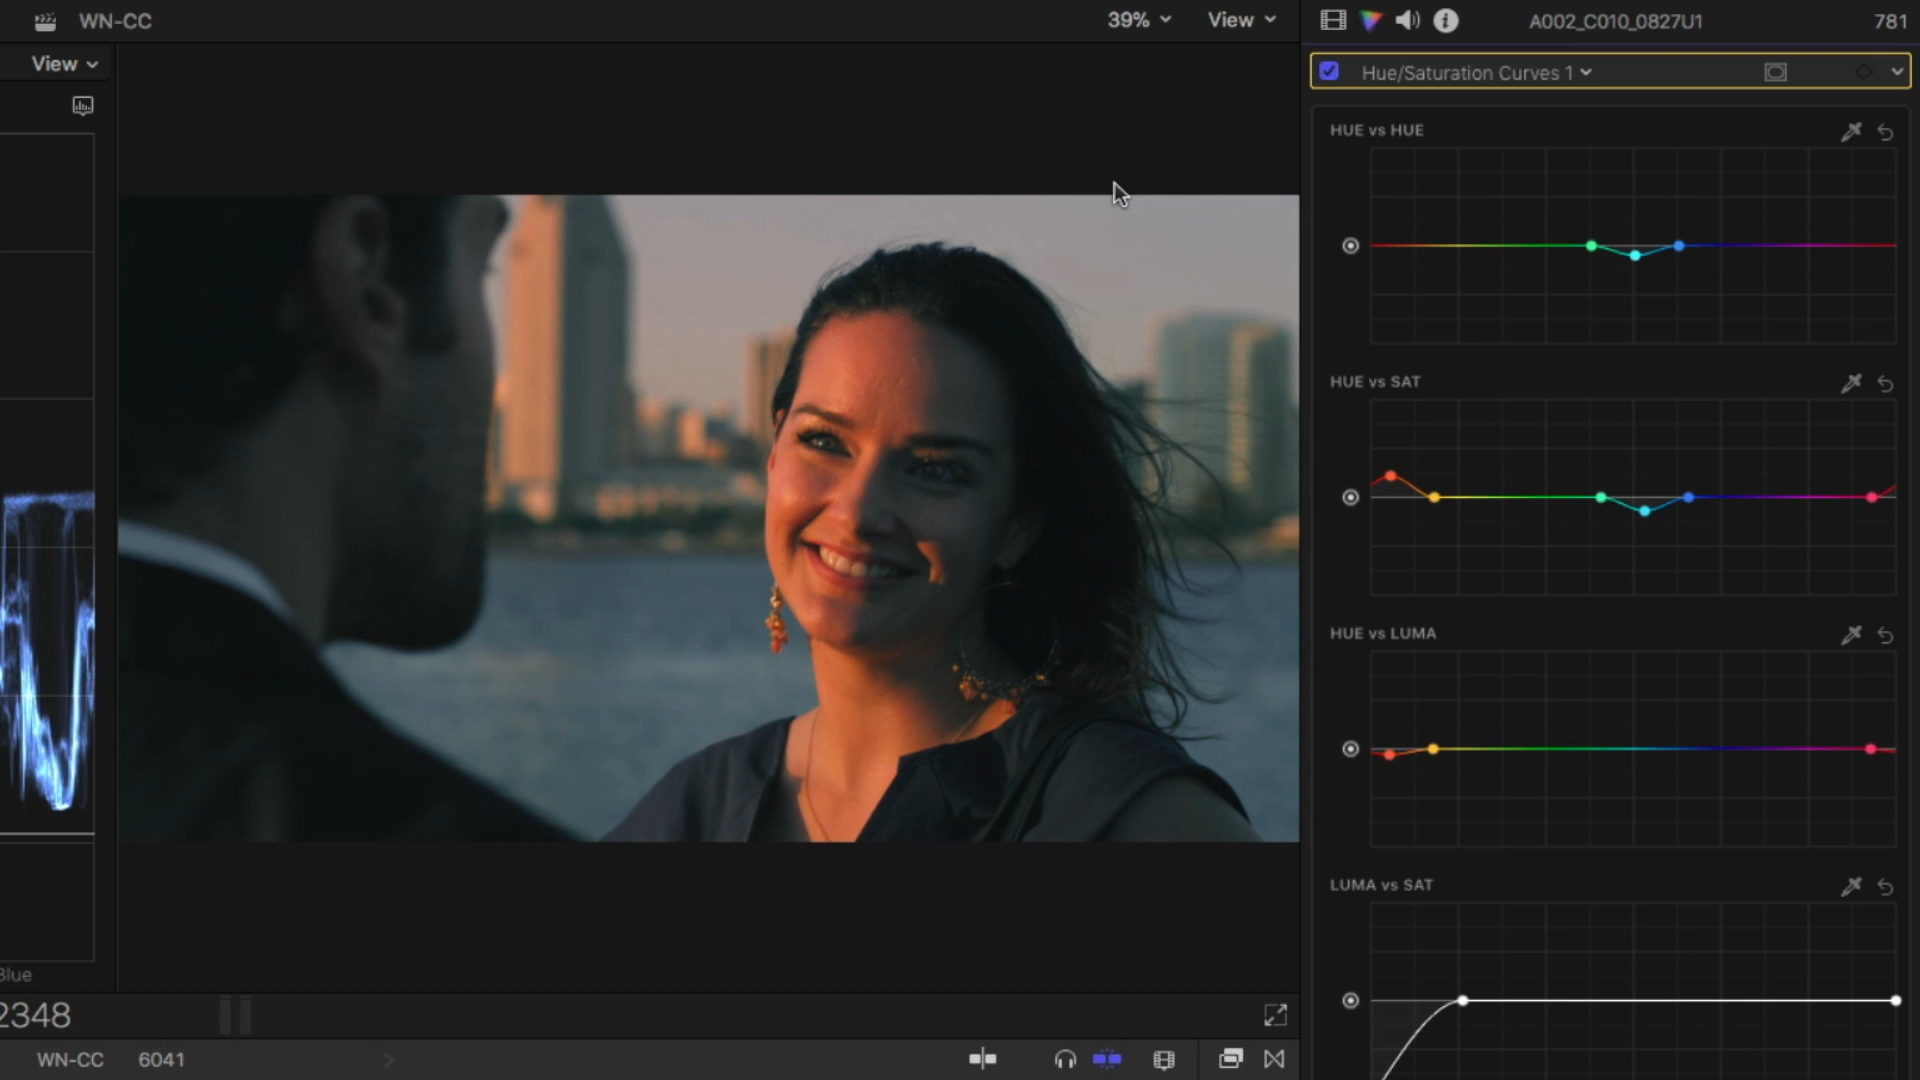 WN-CC
39%
View
A002_C010_0827U1
781
View
Hue/Saturation Curves 1
HUE vs HUE
HUE vs SAT
HUE vs LUMA
LUMA vs SAT
Blue
2348
WN-CC
6041